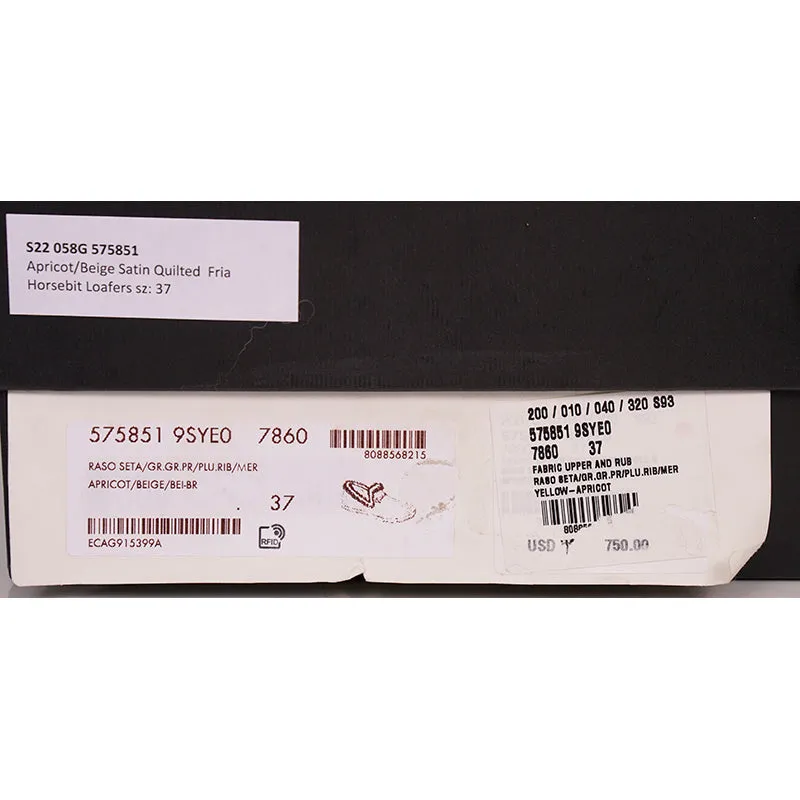 S22 058G 575851
Apricot/Beige Satin Quilted Fria
Horsebit Loafers sz: 37
575851 9SYE0 7860
8088568215
RASO SETA/GR.GR.PR/PLU.RIB/MER
APRICOT/BEIGE/BEI-BR
37
ECAG915399A
RFID
200 / 010 / 040 / 320 S93
575851 9SYE0
7860 37
FABRIC UPPER AND RUB
RASO SETA/GR.GR.PR/PLU.RIB/MER
YELLOW-APRICOT
USD 750.00